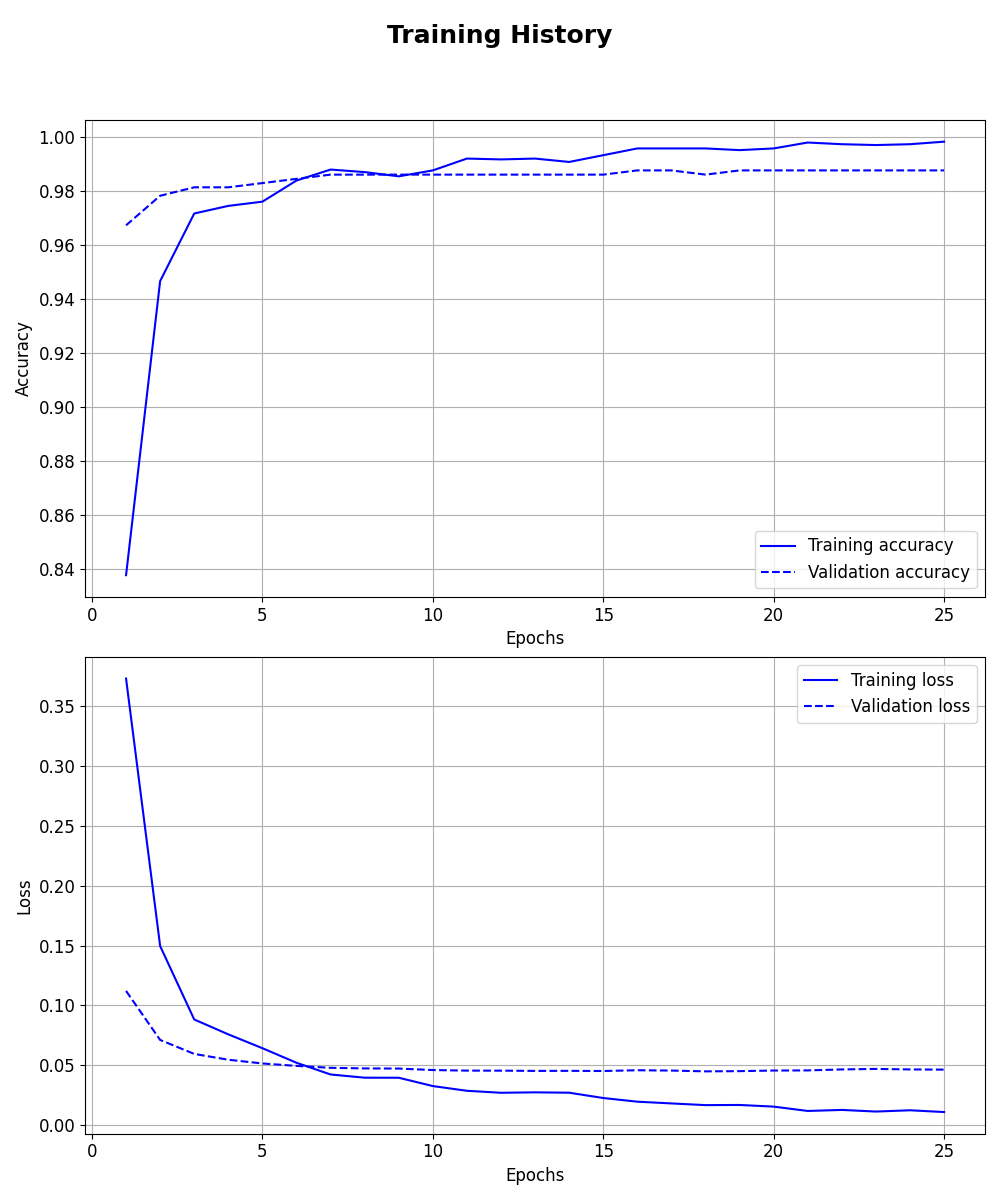 Training History
1.00
0.98
0.96
0.94
0.92
0.90
0.88
0.86
0.84
Accuracy
Training accuracy
Validation accuracy
0 5 10 15 20 25
Epochs
0.35
0.30
0.25
0.20
0.15
0.10
0.05
0.00
Loss
Training loss
Validation loss
0 5 10 15 20 25
Epochs